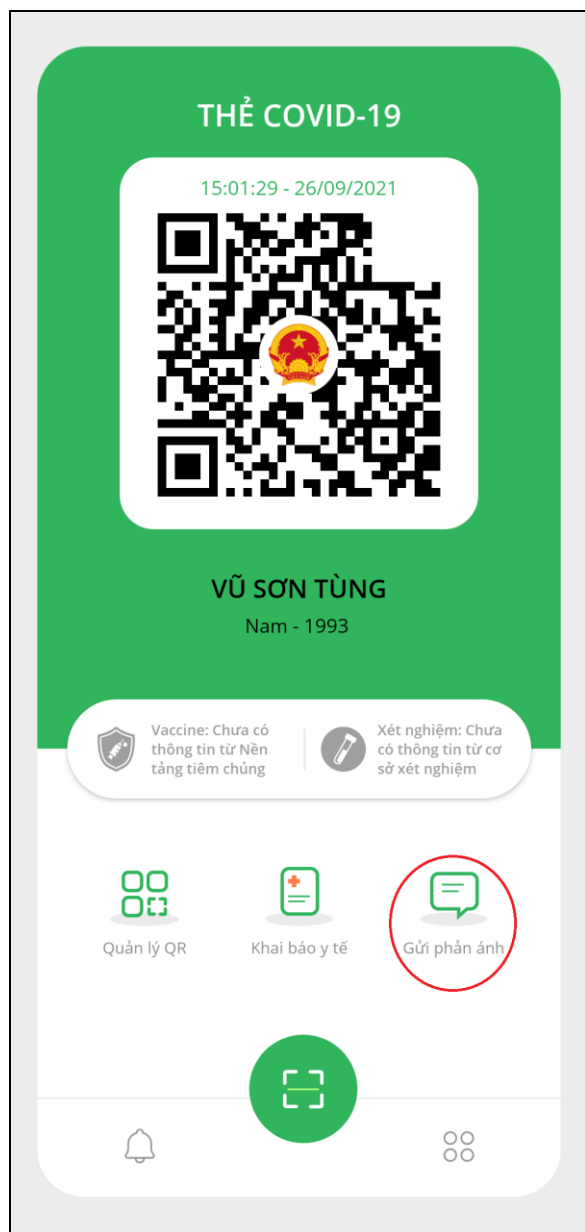 THẺ COVID-19
15:01:29 - 26/09/2021
VŨ SƠN TÙNG
Nam - 1993
Vaccine: Chưa có
thông tin từ Nền
tảng tiêm chủng
Xét nghiệm: Chưa
có thông tin từ cơ
sở xét nghiệm
Quản lý QR
Khai báo y tế
Gửi phản ánh